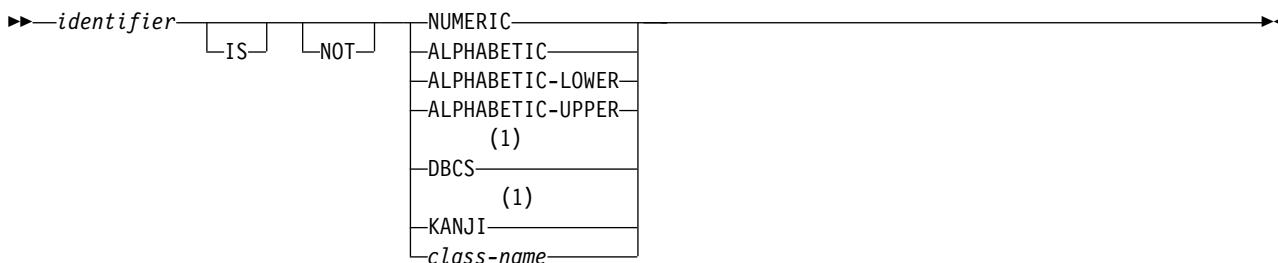 identifier IS NOT NUMERIC
ALPHABETIC
ALPHABETIC-LOWER
ALPHABETIC-UPPER
(1)
DBCS
(1)
KANJI
class-name